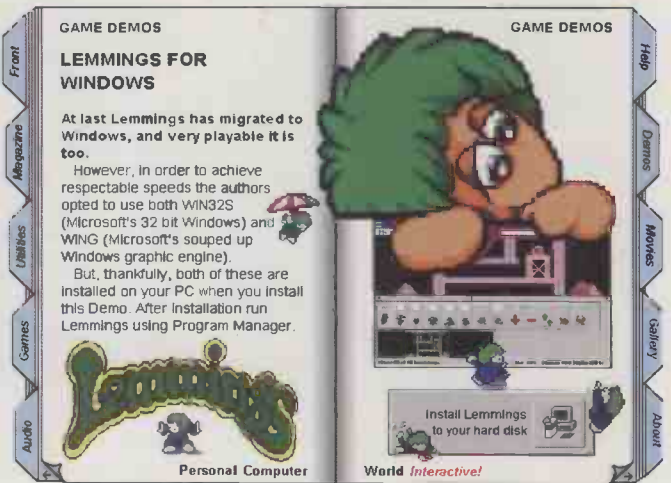 GAME DEMOS
LEMMINGS FOR
WINDOWS
At last Lemmings has migrated to
Windows, and very playable it is
too.
However, in order to achieve
respectable speeds the authors
opted to use both WIN32S
(Microsoft's 32 bit Windows) and
WING (Microsoft's souped up
Windows graphic engine).
But, thankfully, both of these are
installed on your PC when you install
this Demo. After Installation run
Lemmings using Program Manager.
Lemmings
Personal Computer
Front
Magazine
Utilities
Games
Audio
GAME DEMOS
Install Lemmings
to your hard disk
World Interactive!
Help
Demos
Movies
Gallery
About